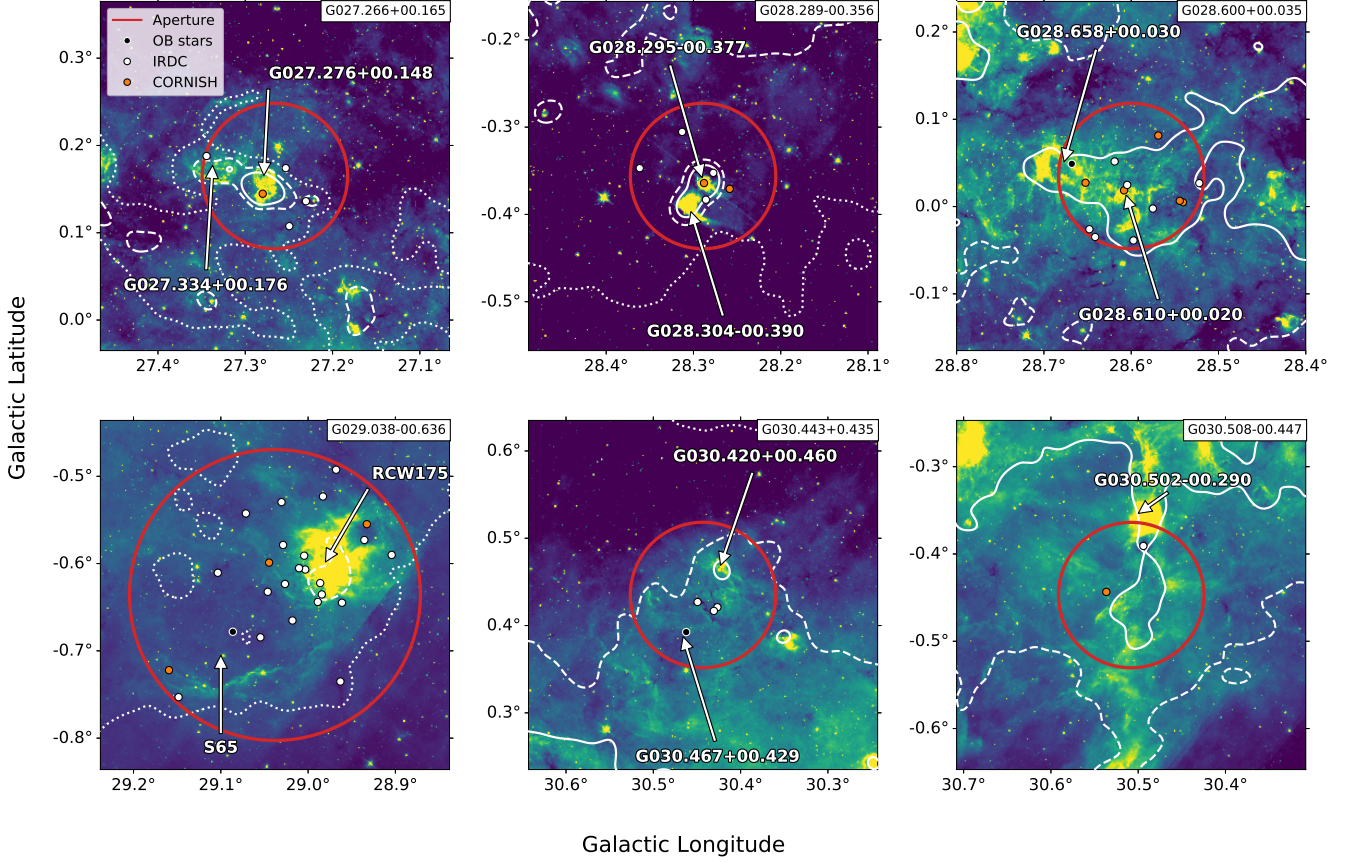 G027.266+00.165
Aperture
OB stars
IRDC
CORNISH
G027.276+00.148
G027.334+00.176
0.3°
0.2°
0.1°
0.0°
27.4°
27.3°
27.2°
27.1°
G028.289-00.356
G028.295-00.377
G028.304-00.390
-0.2°
-0.3°
-0.4°
-0.5°
28.4°
28.3°
28.2°
28.1°
G028.600+00.035
G028.658+00.030
G028.610+00.020
0.2°
0.1°
0.0°
-0.1°
28.8°
28.7°
28.6°
28.5°
28.4°
Galactic Latitude
G029.038-00.636
RCW175
S65
-0.5°
-0.6°
-0.7°
-0.8°
29.2°
29.1°
29.0°
28.9°
G030.443+0.435
G030.420+00.460
G030.467+00.429
0.6°
0.5°
0.4°
0.3°
30.6°
30.5°
30.4°
30.3°
G030.508-00.447
G030.502-00.290
-0.3°
-0.4°
-0.5°
-0.6°
30.7°
30.6°
30.5°
30.4°
Galactic Longitude